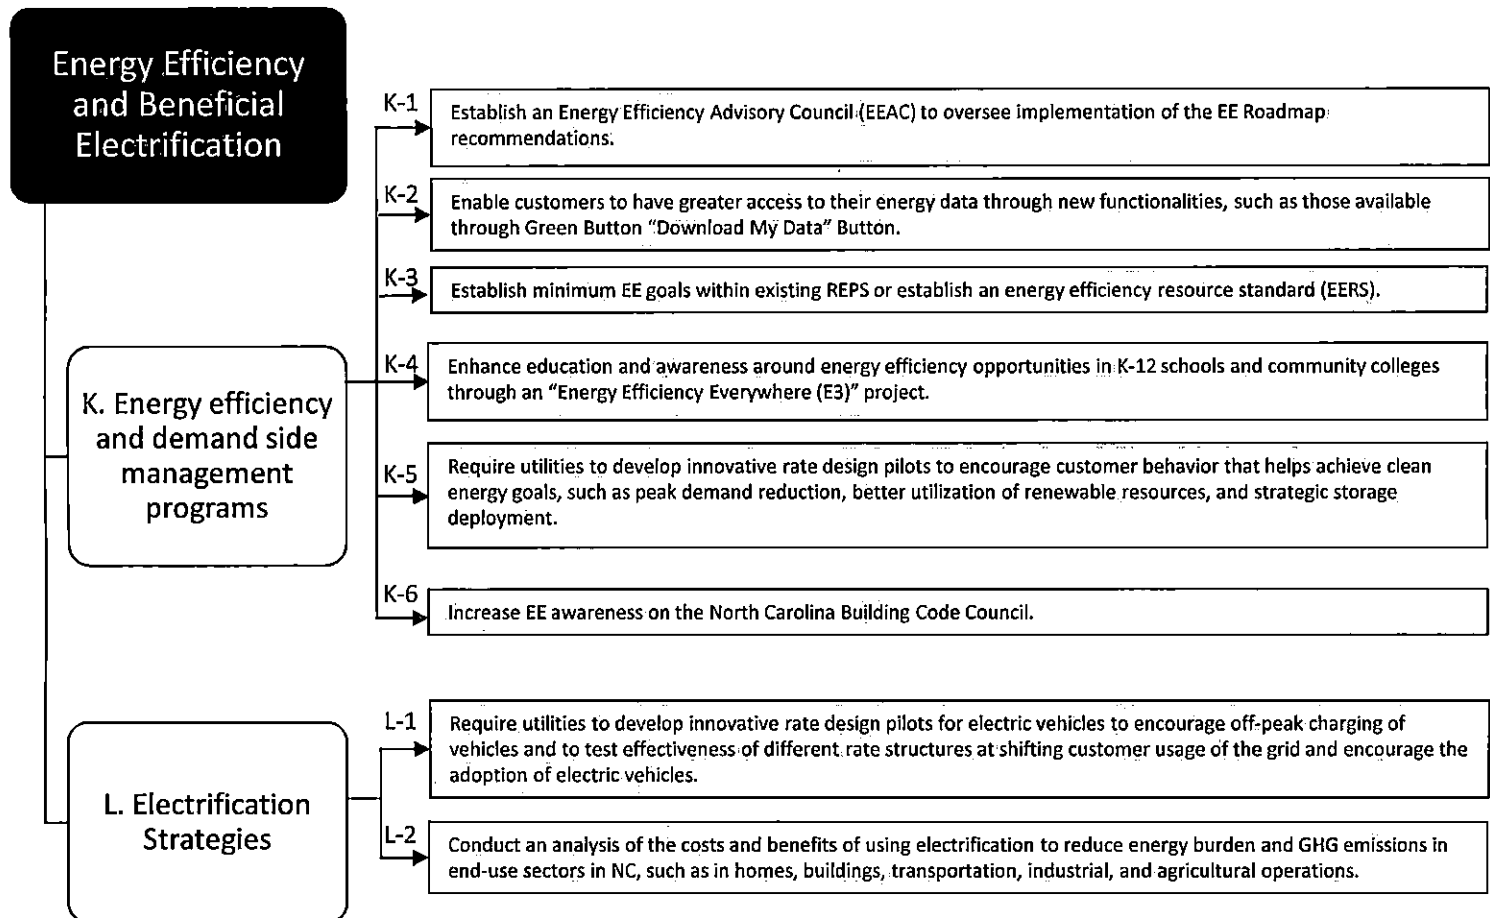 Energy Efficiency
and Beneficial
Electrification
K. Energy efficiency
and demand side
management
programs
K-1
Establish an Energy Efficiency Advisory Council (EEAC) to oversee implementation of the EE Roadmap
recommendations.
K-2
Enable customers to have greater access to their energy data through new functionalities, such as those available
through Green Button “Download My Data” Button.
K-3
Establish minimum EE goals within existing REPS or establish an energy efficiency resource standard (EERS).
K-4
Enhance education and awareness around energy efficiency opportunities in K-12 schools and community colleges
through an “Energy Efficiency Everywhere (E3)” project.
K-5
Require utilities to develop innovative rate design pilots to encourage customer behavior that helps achieve clean
energy goals, such as peak demand reduction, better utilization of renewable resources, and strategic storage
deployment.
K-6
Increase EE awareness on the North Carolina Building Code Council.
L. Electrification
Strategies
L-1
Require utilities to develop innovative rate design pilots for electric vehicles to encourage off-peak charging of
vehicles and to test effectiveness of different rate structures at shifting customer usage of the grid and encourage the
adoption of electric vehicles.
L-2
Conduct an analysis of the costs and benefits of using electrification to reduce energy burden and GHG emissions in
end-use sectors in NC, such as in homes, buildings, transportation, industrial, and agricultural operations.